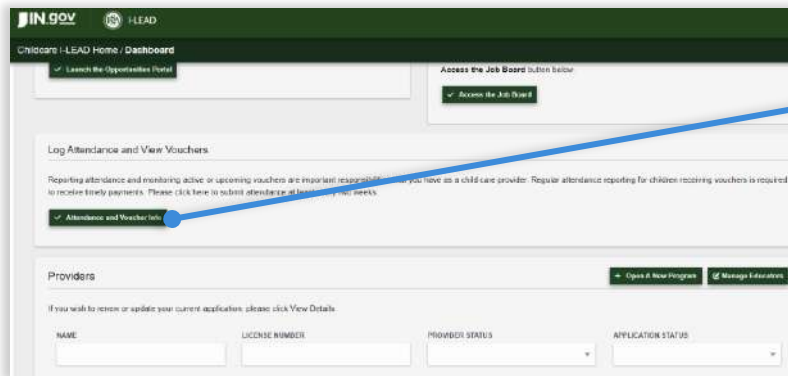 IN.gov I-LEAD
Childcare I-LEAD Home / Dashboard
✓ Launch the Opportunities Portal
Access the Job Board button below.
✓ Access the Job Board
Log Attendance and View Vouchers
Reporting attendance and monitoring active or upcoming vouchers are important you have as a child care provider. Regular attendance reporting for children receiving vouchers is required
to receive timely payments. Please click here to submit attendance at least two weeks.
✓ Attendance and Voucher Info
Providers
+ Open A New Program
Manage Educators
If you wish to renew or update your current application, please click View Details.
NAME
LICENSE NUMBER
PROVIDER STATUS
APPLICATION STATUS